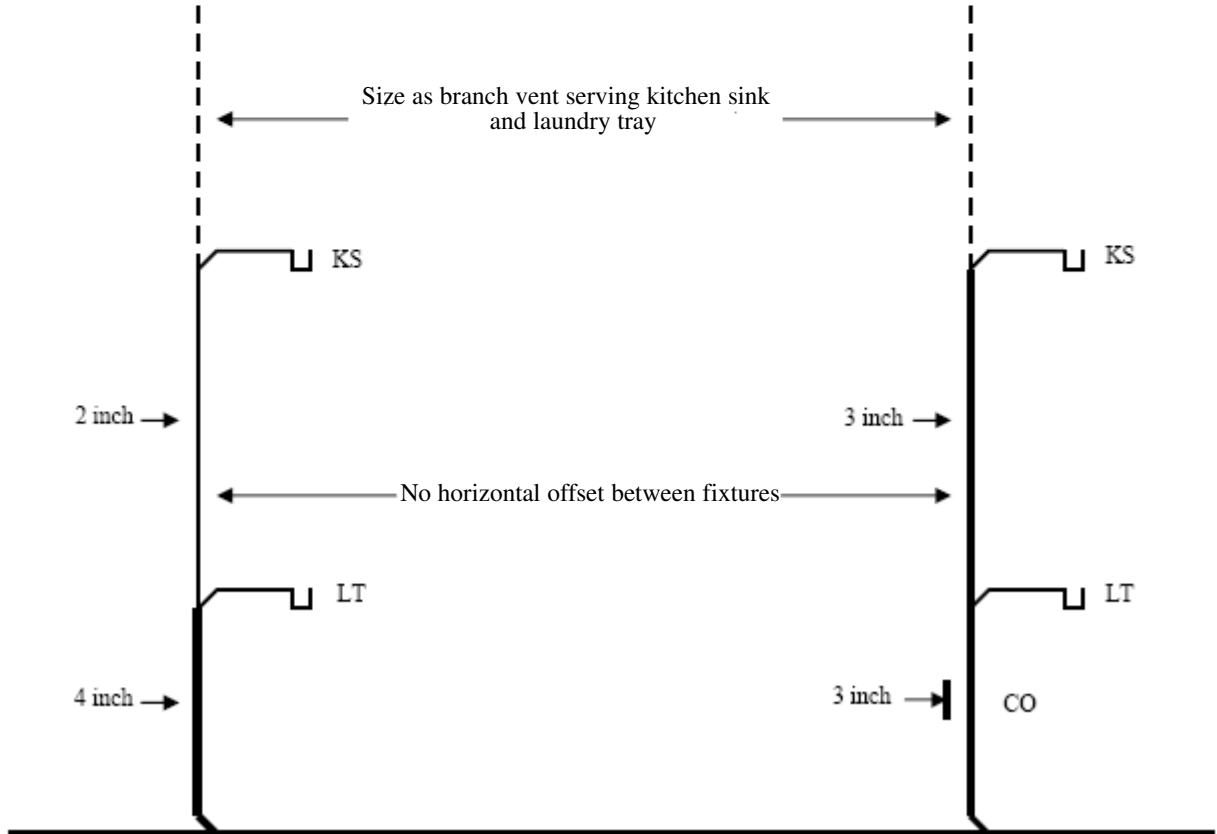 Size as branch vent serving kitchen sink
and laundry tray
KS
KS
2 inch
3 inch
No horizontal offset between fixtures
LT
LT
4 inch
3 inch
CO